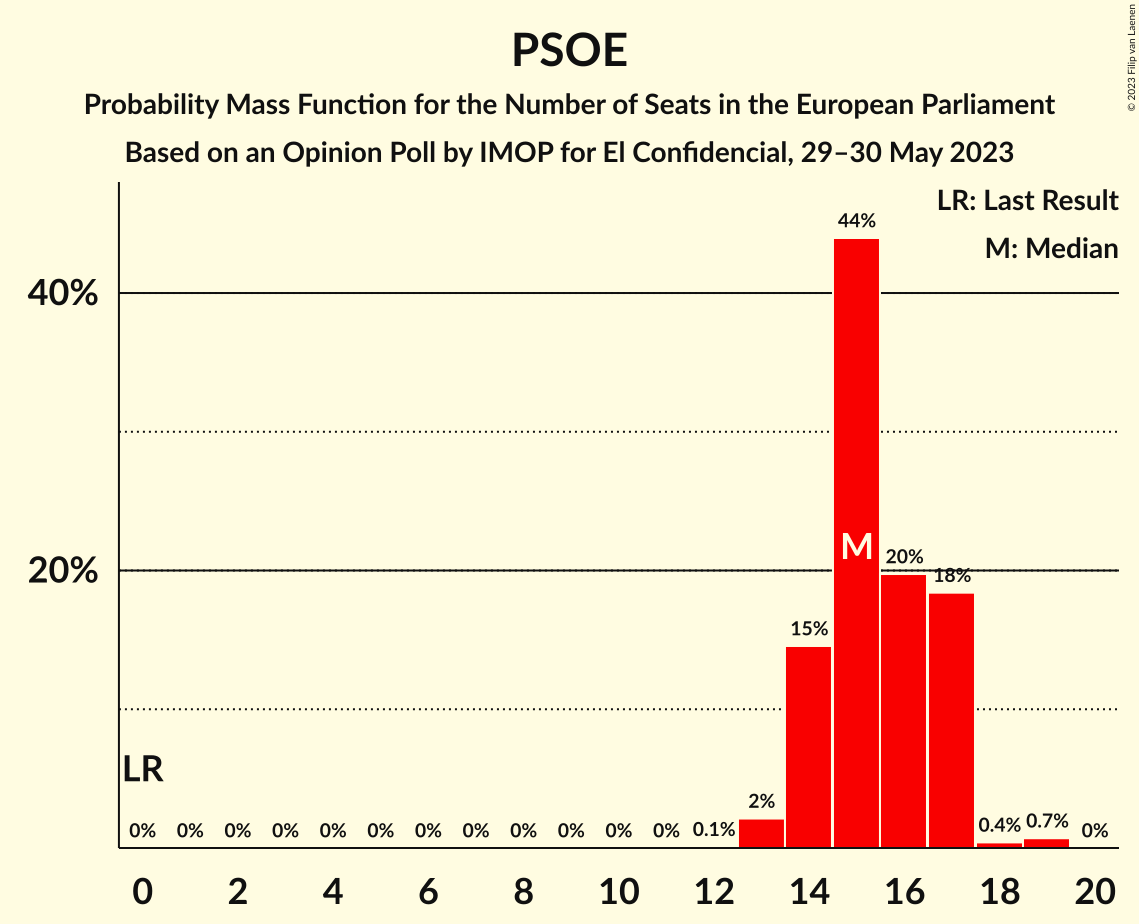 PSOE
Probability Mass Function for the Number of Seats in the European Parliament
Based on an Opinion Poll by IMOP for El Confidencial, 29–30 May 2023
© 2023 Filip van Laenen
LR: Last Result
M: Median
44%
40%
M
20%
20%
18%
15%
LR
0% 0% 0% 0% 0% 0% 0% 0% 0% 0% 0% 0% 0.1% 2% 0.4% 0.7% 0%
0 2 4 6 8 10 12 14 16 18 20